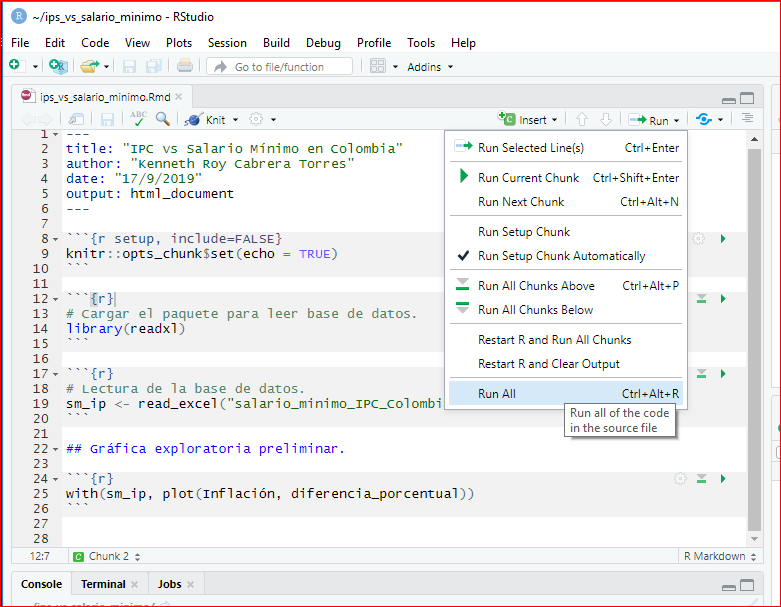 R ~/ips_vs_salario_minimo - RStudio
File Edit Code View Plots Session Build Debug Profile Tools Help
Go to file/function Addins
ips_vs_salario_minimo.Rmd
ABC Knit Insert Run
1 ---
2 title: "IPC vs Salario Mínimo en Colombia"
3 author: "Kenneth Roy Cabrera Torres"
4 date: "17/9/2019"
5 output: html_document
6 ---
7
8 ```{r setup, include=FALSE}
9 knitr::opts_chunk$set(echo = TRUE)
10 ```
11
12 ```{r}
13 # Cargar el paquete para leer base de datos.
14 library(readxl)
15 ```
16
17 ```{r}
18 # Lectura de la base de datos.
19 sm_ip <- read_excel("salario_minimo_IPC_Colombi
20 ```
21
22 ## Gráfica exploratoria preliminar.
23
24 ```{r}
25 with(sm_ip, plot(Inflación, diferencia_porcentual))
26 ```
27
28
Run Selected Line(s) Ctrl+Enter
Run Current Chunk Ctrl+Shift+Enter
Run Next Chunk Ctrl+Alt+N
Run Setup Chunk
Run Setup Chunk Automatically
Run All Chunks Above Ctrl+Alt+P
Run All Chunks Below
Restart R and Run All Chunks
Restart R and Clear Output
Run All Ctrl+Alt+R
Run all of the code
in the source file
12:7 C Chunk 2 R Markdown
Console Terminal Jobs